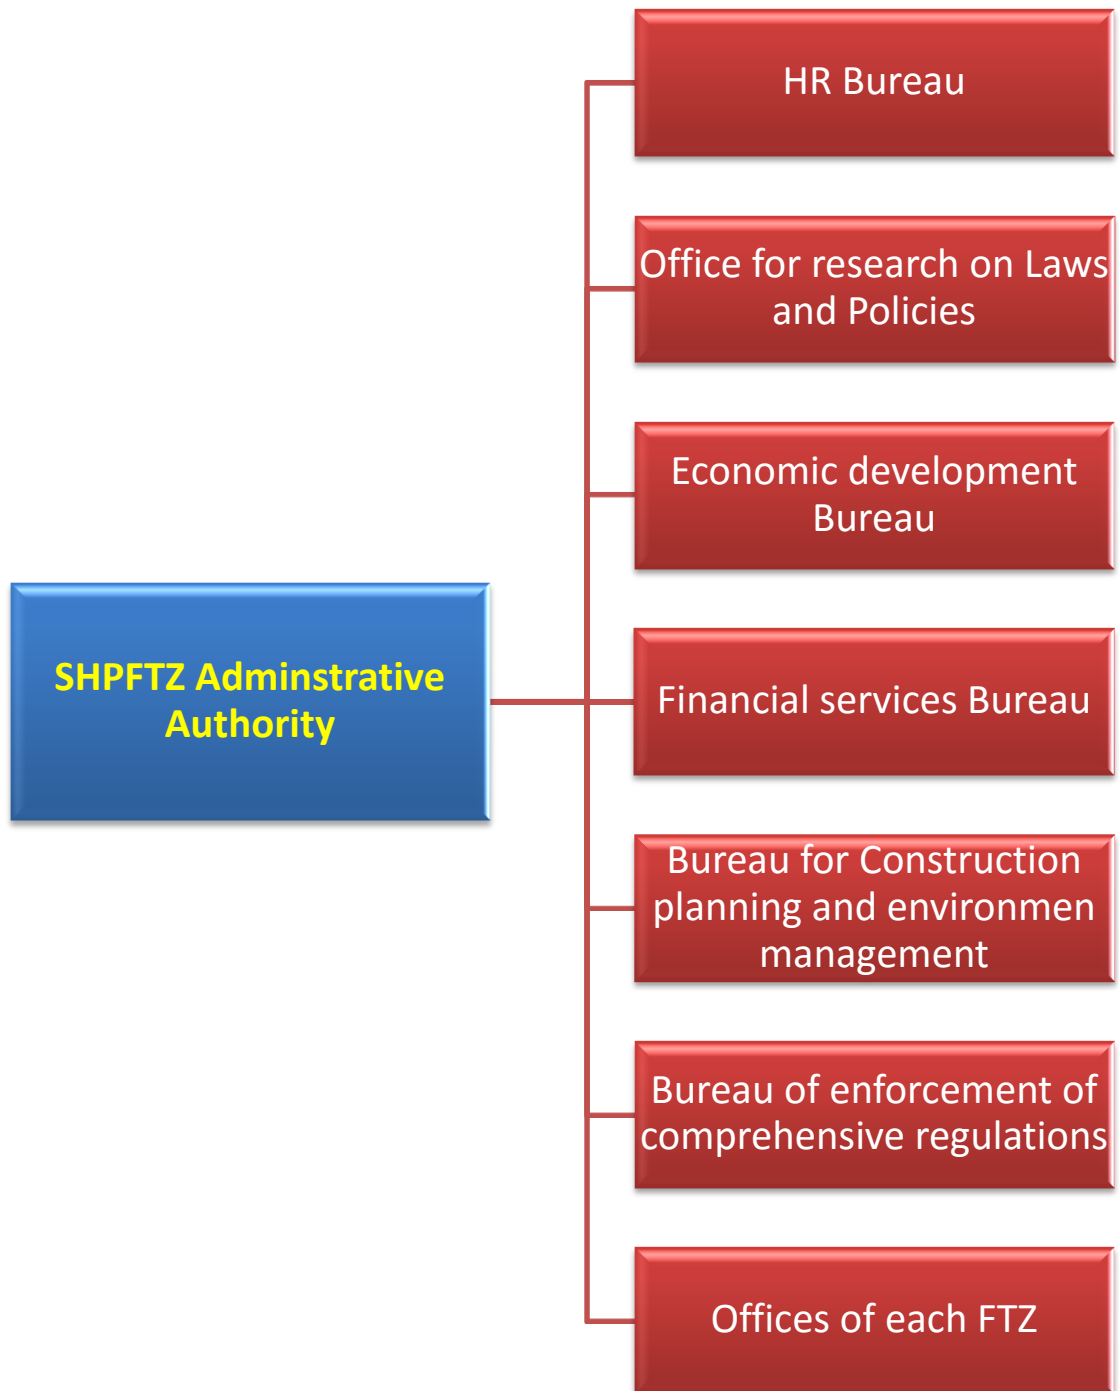 HR Bureau
Office for research on Laws
and Policies
Economic development
Bureau
SHPFTZ Adminstrative
Authority
Financial services Bureau
Bureau for Construction
planning and environmen
management
Bureau of enforcement of
comprehensive regulations
Offices of each FTZ